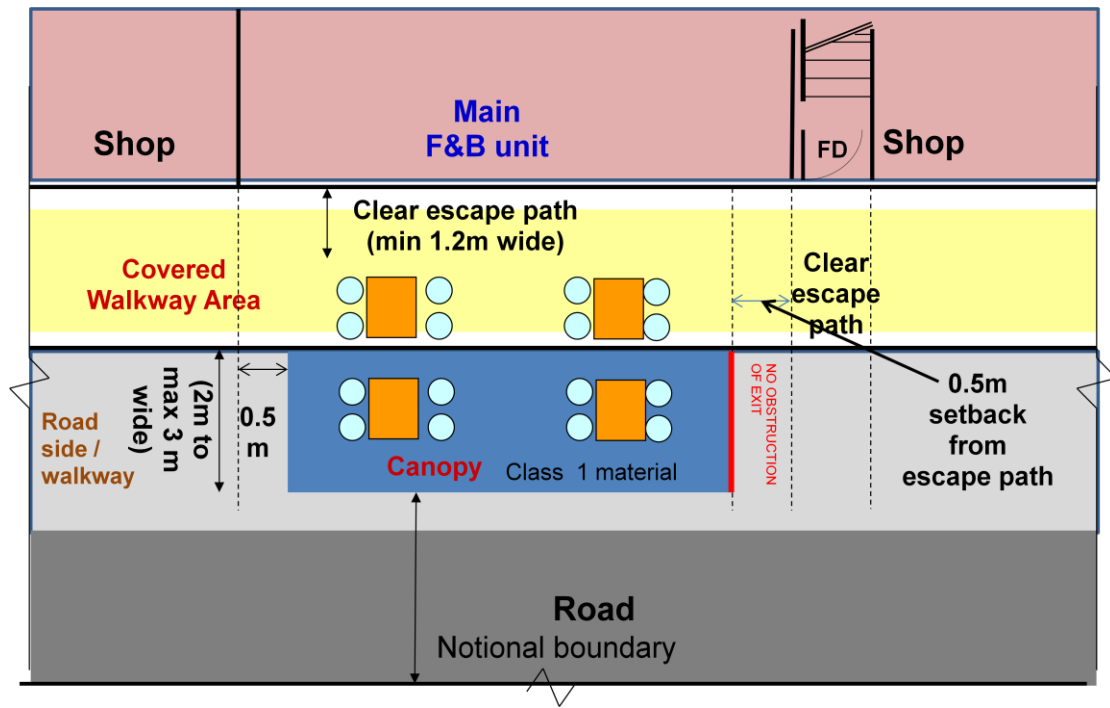 Shop
Main
F&B unit
FD
Shop
Clear escape path
(min 1.2m wide)
Covered
Walkway Area
Clear
escape
path
(2m to
max 3 m
wide)
0.5
m
NO OBSTRUCTION
OF EXIT
0.5m
setback
from
escape path
Road
side /
walkway
Canopy
Class 1 material
Road
Notional boundary